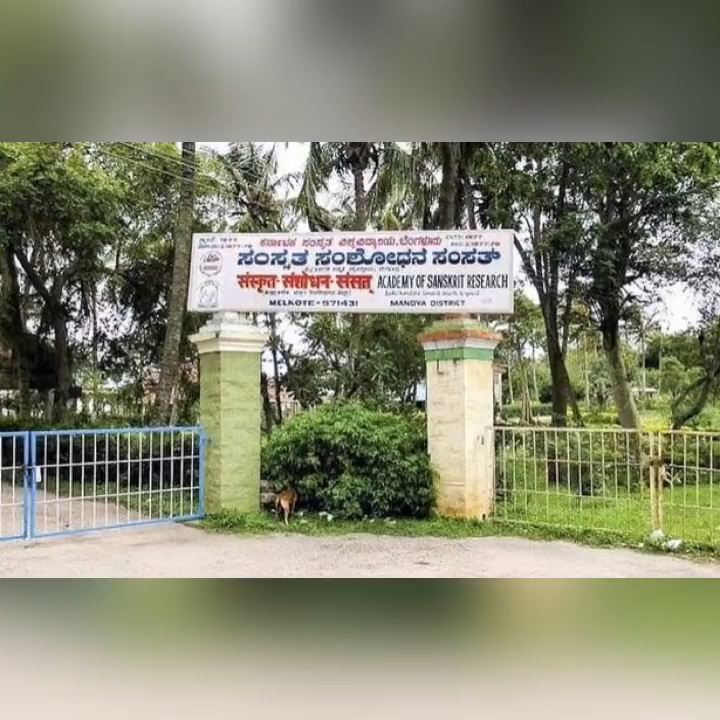 ಕರ್ನಾಟಕ ಸಂಸ್ಕೃತ ವಿಶ್ವವಿದ್ಯಾಲಯ, ಬೆಂಗಳೂರು
ಸಂಸ್ಕೃತ ಸಂಶೋಧನ ಸಂಸತ್
संस्कृत-संशोधन-संसत् ACADEMY OF SANSKRIT RESEARCH
MELKOTE-571431 MANDYA DISTRICT